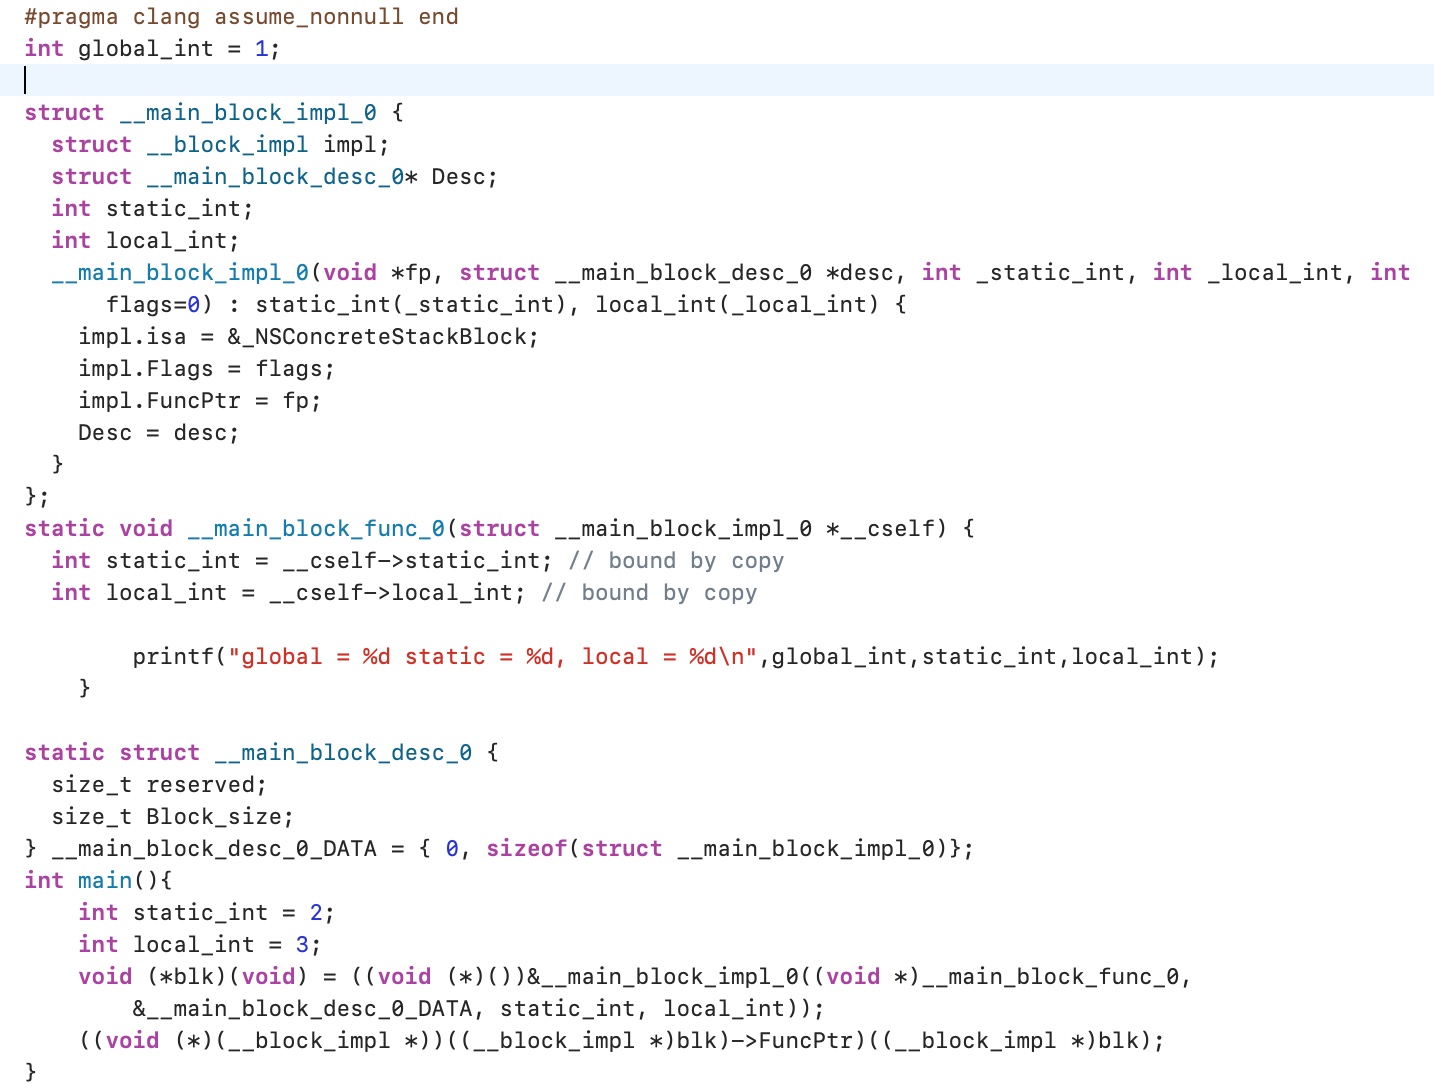 #pragma clang assume_nonnull end
int global_int = 1;
struct __main_block_impl_0 {
  struct __block_impl impl;
  struct __main_block_desc_0* Desc;
  int static_int;
  int local_int;
  __main_block_impl_0(void *fp, struct __main_block_desc_0 *desc, int _static_int, int _local_int, int
      flags=0) : static_int(_static_int), local_int(_local_int) {
    impl.isa = &_NSConcreteStackBlock;
    impl.Flags = flags;
    impl.FuncPtr = fp;
    Desc = desc;
  }
};
static void __main_block_func_0(struct __main_block_impl_0 *__cself) {
  int static_int = __cself->static_int; // bound by copy
  int local_int = __cself->local_int; // bound by copy
        printf("global = %d static = %d, local = %d\n",global_int,static_int,local_int);
    }
static struct __main_block_desc_0 {
  size_t reserved;
  size_t Block_size;
} __main_block_desc_0_DATA = { 0, sizeof(struct __main_block_impl_0)};
int main(){
    int static_int = 2;
    int local_int = 3;
    void (*blk)(void) = ((void (*)())&__main_block_impl_0((void *)__main_block_func_0,
        &__main_block_desc_0_DATA, static_int, local_int));
    ((void (*)(__block_impl *))((__block_impl *)blk)->FuncPtr)((__block_impl *)blk);
}